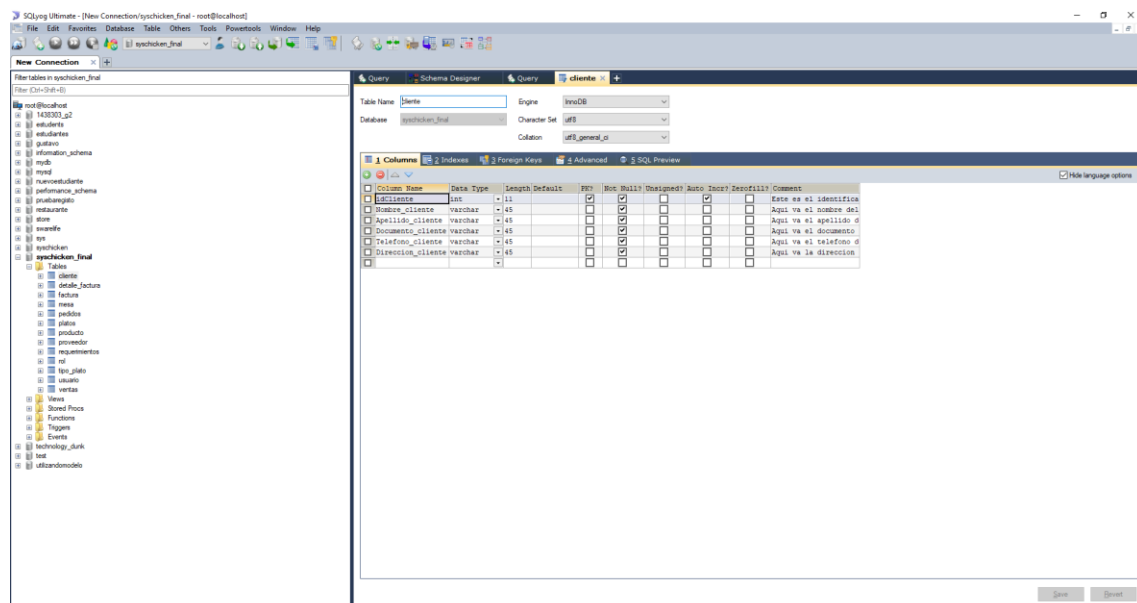 SQLyog Ultimate - [New Connection/syschicken_final - root@localhost]
File Edit Favorites Database Table Others Tools Powertools Window Help
syschicken_final
New Connection
Filter tables in syschicken_final
Filter (Ctrl+Shift+B)
root@localhost
1438303_g2
estudents
estudiantes
gustavo
information_schema
mydb
mysql
nuevoestudiante
performance_schema
pruebaregisto
restaurante
store
swarelife
sys
syschicken
syschicken_final
Tables
cliente
detalle_factura
factura
mesa
pedidos
platos
producto
proveedor
requerimientos
rol
tipo_plato
usuario
ventas
Views
Stored Procs
Functions
Triggers
Events
technology_dunk
test
utilizandomodelo
Query Schema Designer Query cliente
Table Name cliente Engine InnoDB
Database syschicken_final Character Set utf8
Collation utf8_general_ci
1 Columns 2 Indexes 3 Foreign Keys 4 Advanced 5 SQL Preview
Hide language options
Column Name Data Type Length Default PK? Not Null? Unsigned? Auto Incr? Zerofill? Comment
idCliente int 11 Este es el identifica
Nombre_cliente varchar 45 Aqui va el nombre del
Apellido_cliente varchar 45 Aqui va el apellido d
Documento_cliente varchar 45 Aqui va el documento
Telefono_cliente varchar 45 Aqui va el telefono d
Direccion_cliente varchar 45 Aqui va la direccion
Save Revert